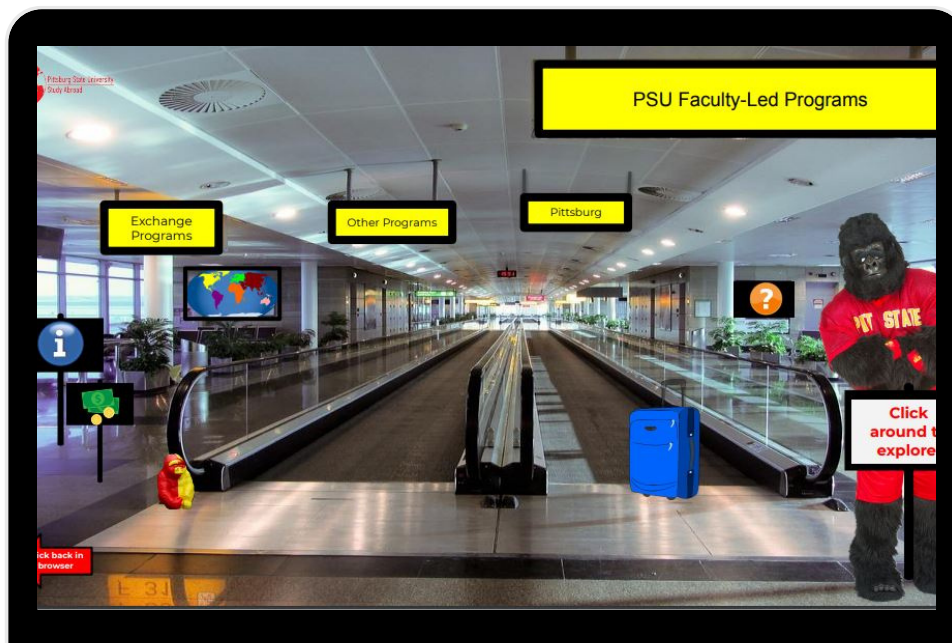 Pittsburg State University
Study Abroad
PSU Faculty-Led Programs
Exchange
Programs
Other Programs
Pittsburg
?
i
$
STATE
Click
around t
explore
ick back in
browser
F 31